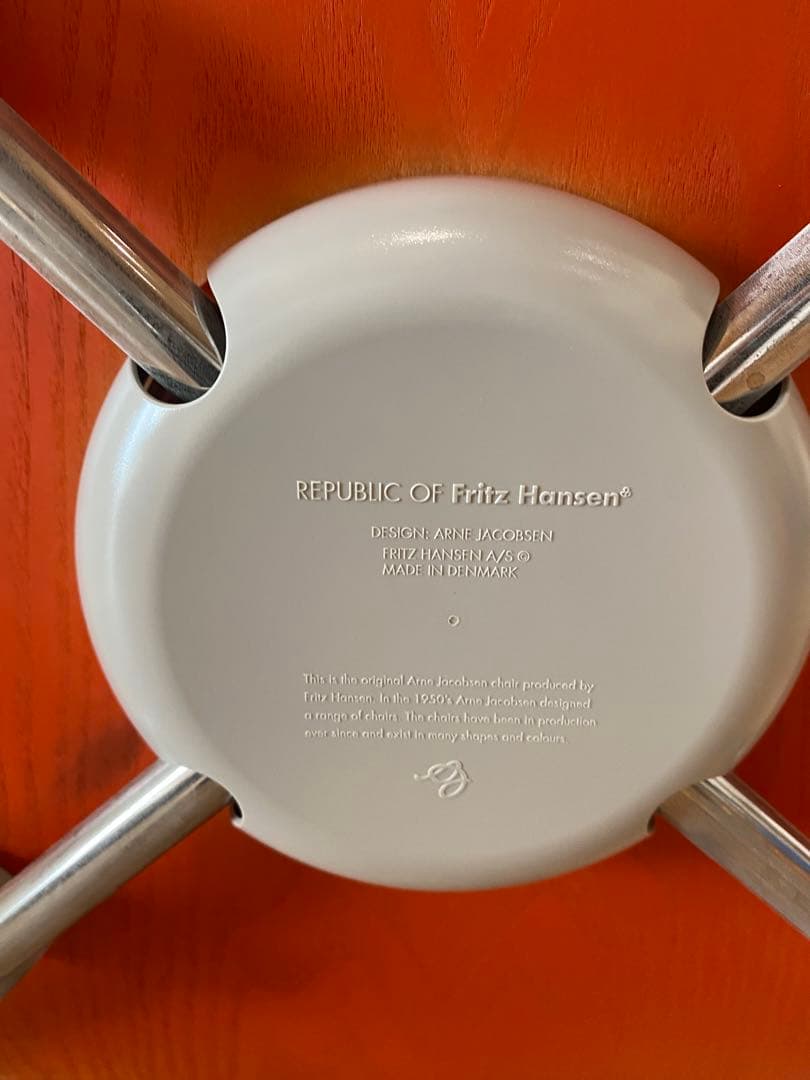 REPUBLIC OF Fritz Hansen®
DESIGN: ARNE JACOBSEN
FRITZ HANSEN A/S ©
MADE IN DENMARK
This is the original Arne Jacobsen chair produced by
Fritz Hansen. In the 1950's Arne Jacobsen designed
a range of chairs. The chairs have been in production
ever since and exist in many shapes and colours.